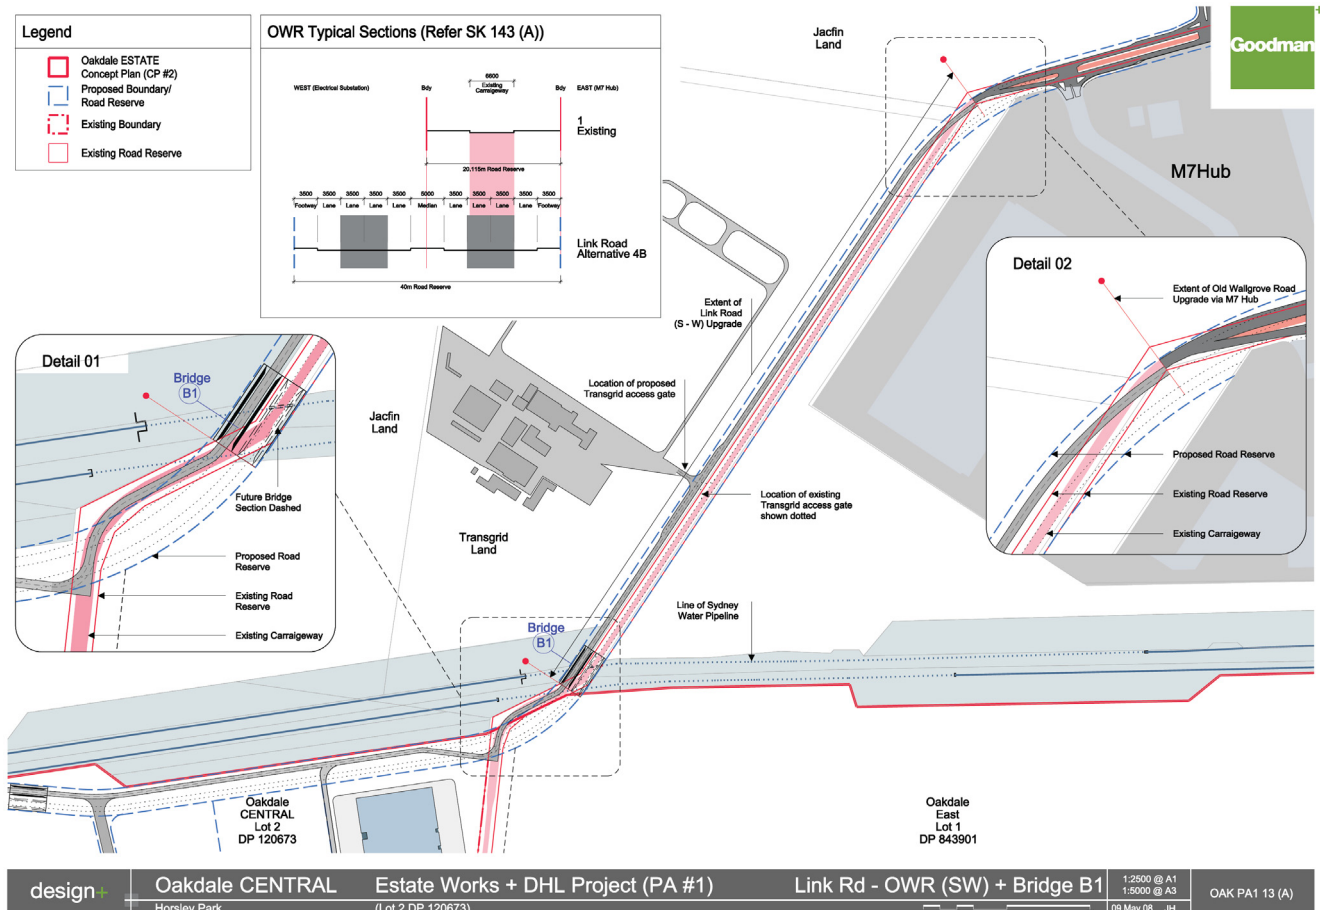 Legend
Oakdale ESTATE
Concept Plan (CP #2)
Proposed Boundary/
Road Reserve
Existing Boundary
Existing Road Reserve
OWR Typical Sections (Refer SK 143 (A))
6600
Existing
Carraigeway
WEST (Electrical Substation)
Bdy
Bdy
EAST (M7 Hub)
1
Existing
20,115m Road Reserve
3500 3500 3500 3500 3500 5000 3500 3500 3500 3500 3500
Footway Lane Lane Lane Lane Median Lane Lane Lane Lane Footway
Link Road
Alternative 4B
40m Road Reserve
Jacfin
Land
Goodman+
M7Hub
Detail 02
Extent of Old Wallgrove Road
Upgrade via M7 Hub
Proposed Road Reserve
Existing Road Reserve
Existing Carraigeway
Extent of
Link Road
(S - W) Upgrade
Location of proposed
Transgrid access gate
Location of existing
Transgrid access gate
shown dotted
Detail 01
Bridge
B1
Future Bridge
Section Dashed
Proposed Road
Reserve
Existing Road
Reserve
Existing Carraigeway
Jacfin
Land
Transgrid
Land
Line of Sydney
Water Pipeline
Bridge
B1
Oakdale
CENTRAL
Lot 2
DP 120673
Oakdale
East
Lot 1
DP 843901
design+
Oakdale CENTRAL
Horsley Park
Estate Works + DHL Project (PA #1)
(Lot 2 DP 120673)
Link Rd - OWR (SW) + Bridge B1
1:2500 @ A1
1:5000 @ A3
09 May 08 JH
OAK PA1 13 (A)